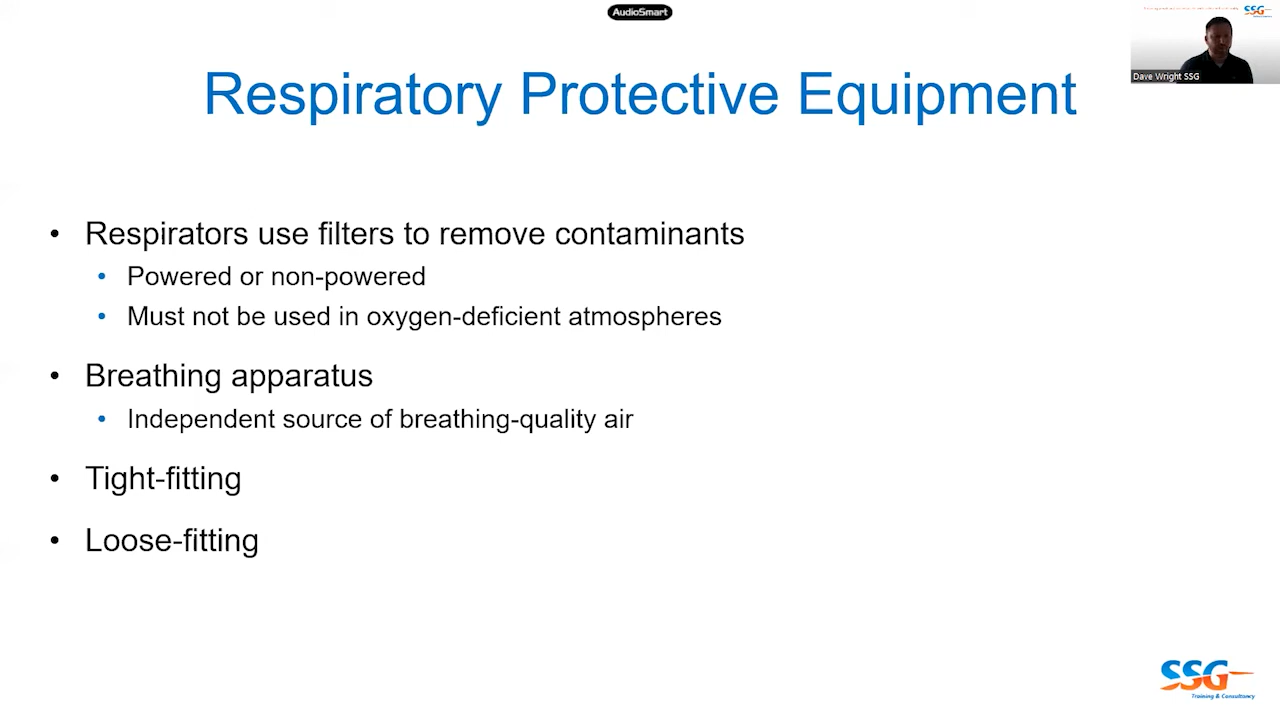 AudioSmart
SSG
Dave Wright SSG
Respiratory Protective Equipment
• Respirators use filters to remove contaminants
• Powered or non-powered
• Must not be used in oxygen-deficient atmospheres
• Breathing apparatus
• Independent source of breathing-quality air
• Tight-fitting
• Loose-fitting
SSG
Training & Consultancy